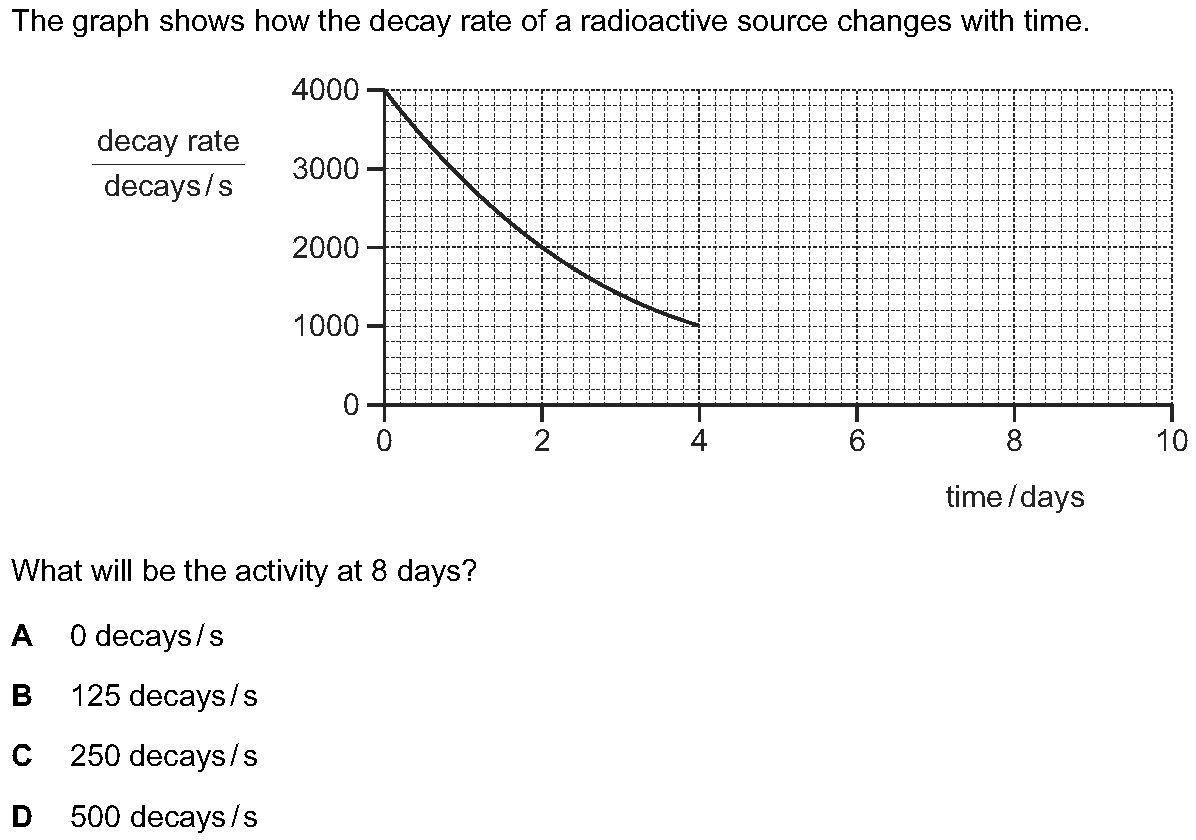 The graph shows how the decay rate of a radioactive source changes with time.
4000
decay rate
decays / s
3000
2000
1000
0
0 2 4 6 8 10
time / days
What will be the activity at 8 days?
A 0 decays / s
B 125 decays / s
C 250 decays / s
D 500 decays / s